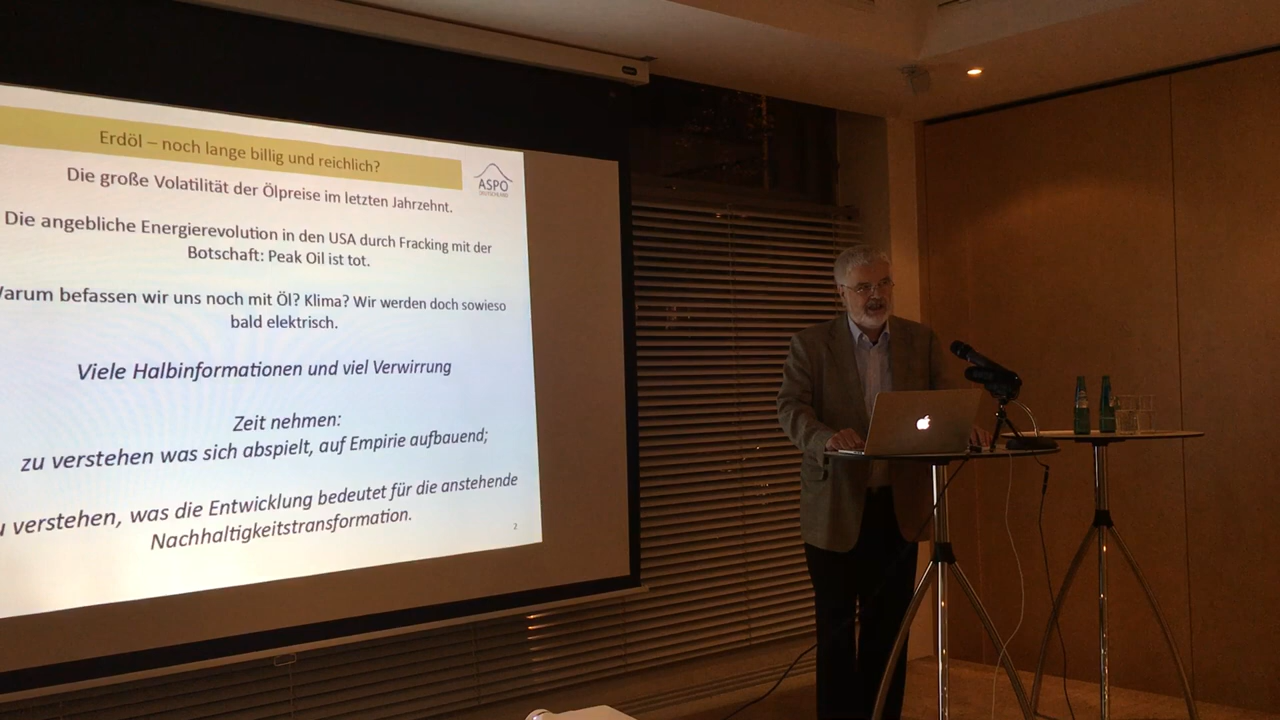 Erdöl – noch lange billig und reichlich?
ASPO
DEUTSCHLAND
Die große Volatilität der Ölpreise im letzten Jahrzehnt.
Die angebliche Energierevolution in den USA durch Fracking mit der
Botschaft: Peak Oil ist tot.
arum befassen wir uns noch mit Öl? Klima? Wir werden doch sowieso
bald elektrisch.
Viele Halbinformationen und viel Verwirrung
Zeit nehmen:
zu verstehen was sich abspielt, auf Empirie aufbauend;
u verstehen, was die Entwicklung bedeutet für die anstehende
Nachhaltigkeitstransformation.
2